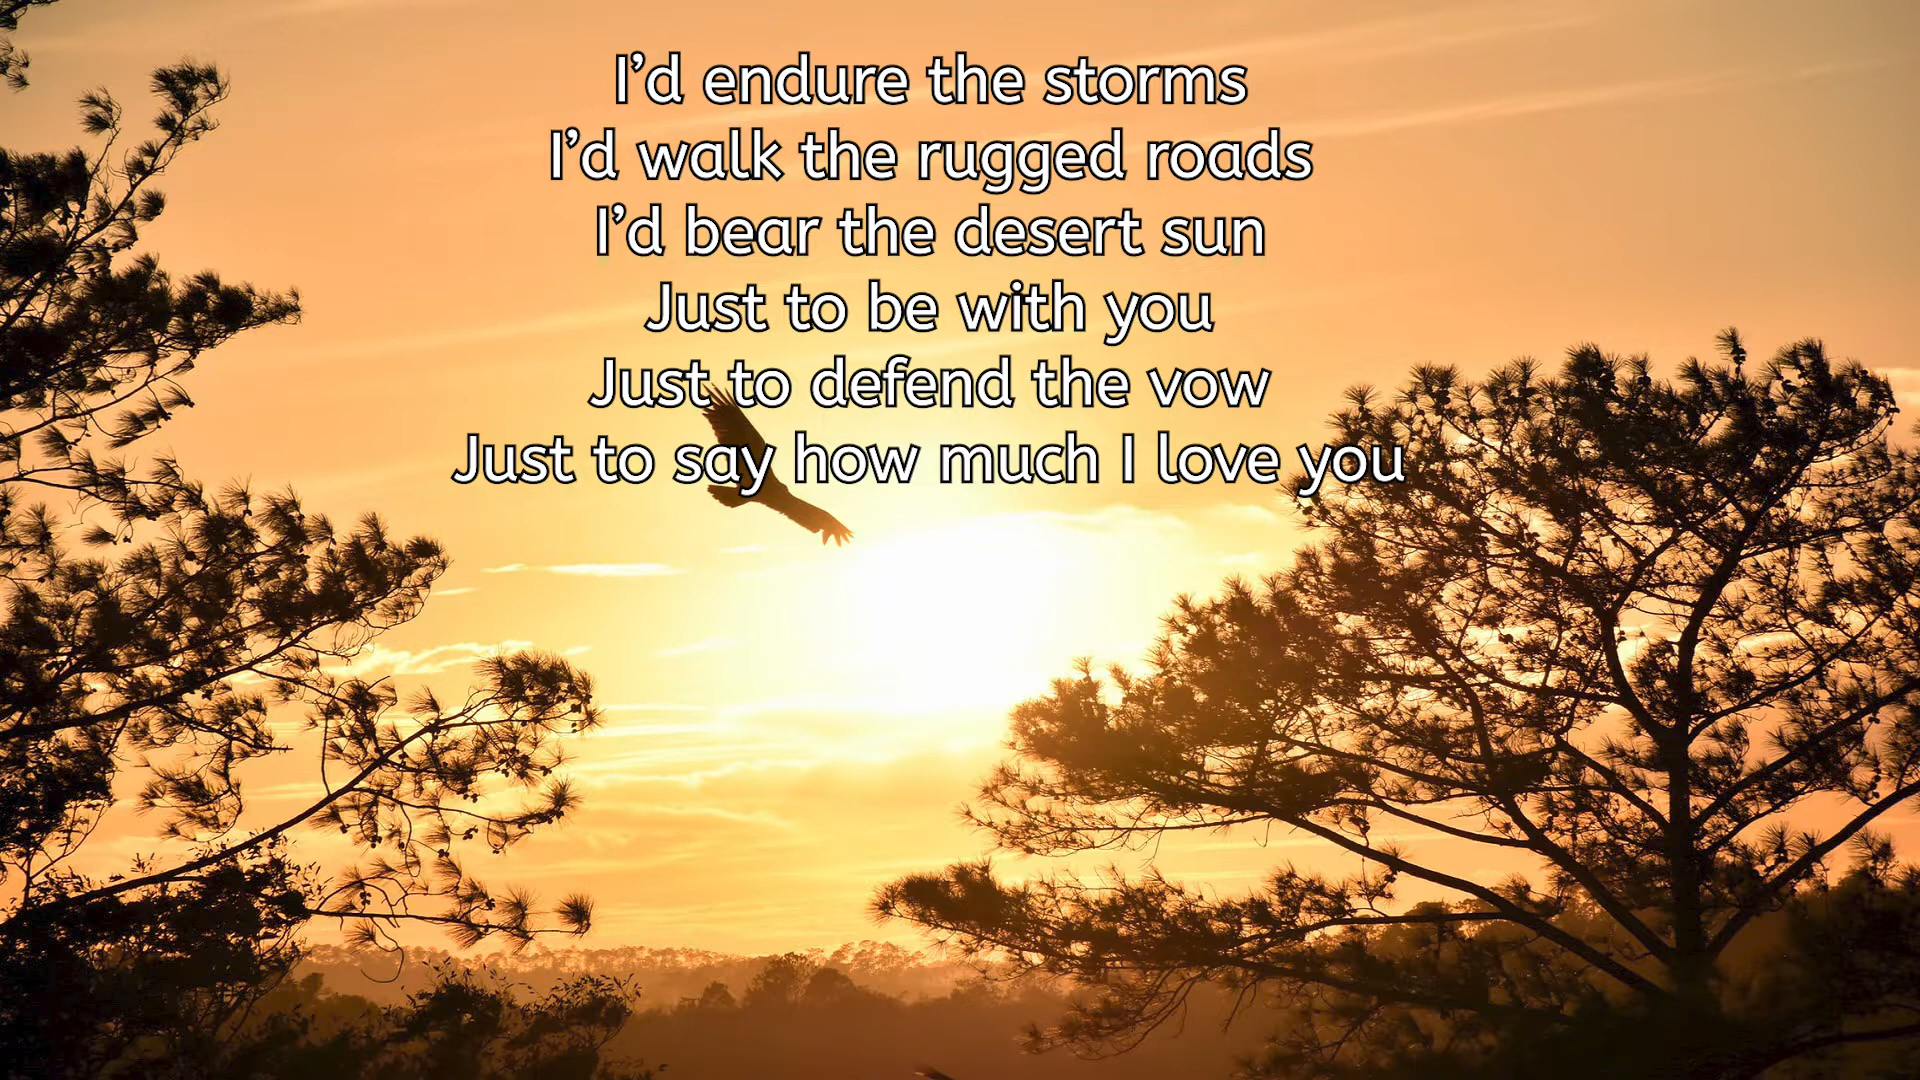 I’d endure the storms
I’d walk the rugged roads
I’d bear the desert sun
Just to be with you
Just to defend the vow
Just to say how much I love you